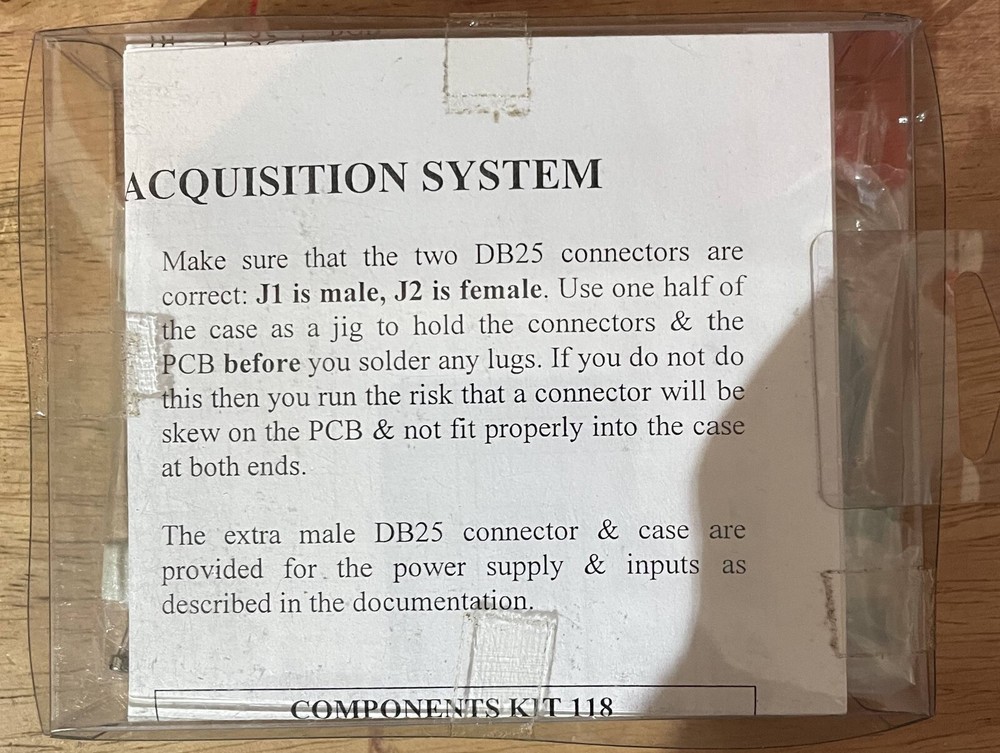 ACQUISITION SYSTEM
Make sure that the two DB25 connectors are
correct: J1 is male, J2 is female. Use one half of
the case as a jig to hold the connectors & the
PCB before you solder any lugs. If you do not do
this then you run the risk that a connector will be
skew on the PCB & not fit properly into the case
at both ends.
The extra male DB25 connector & case are
provided for the power supply & inputs as
described in the documentation.
COMPONENTS KIT 118